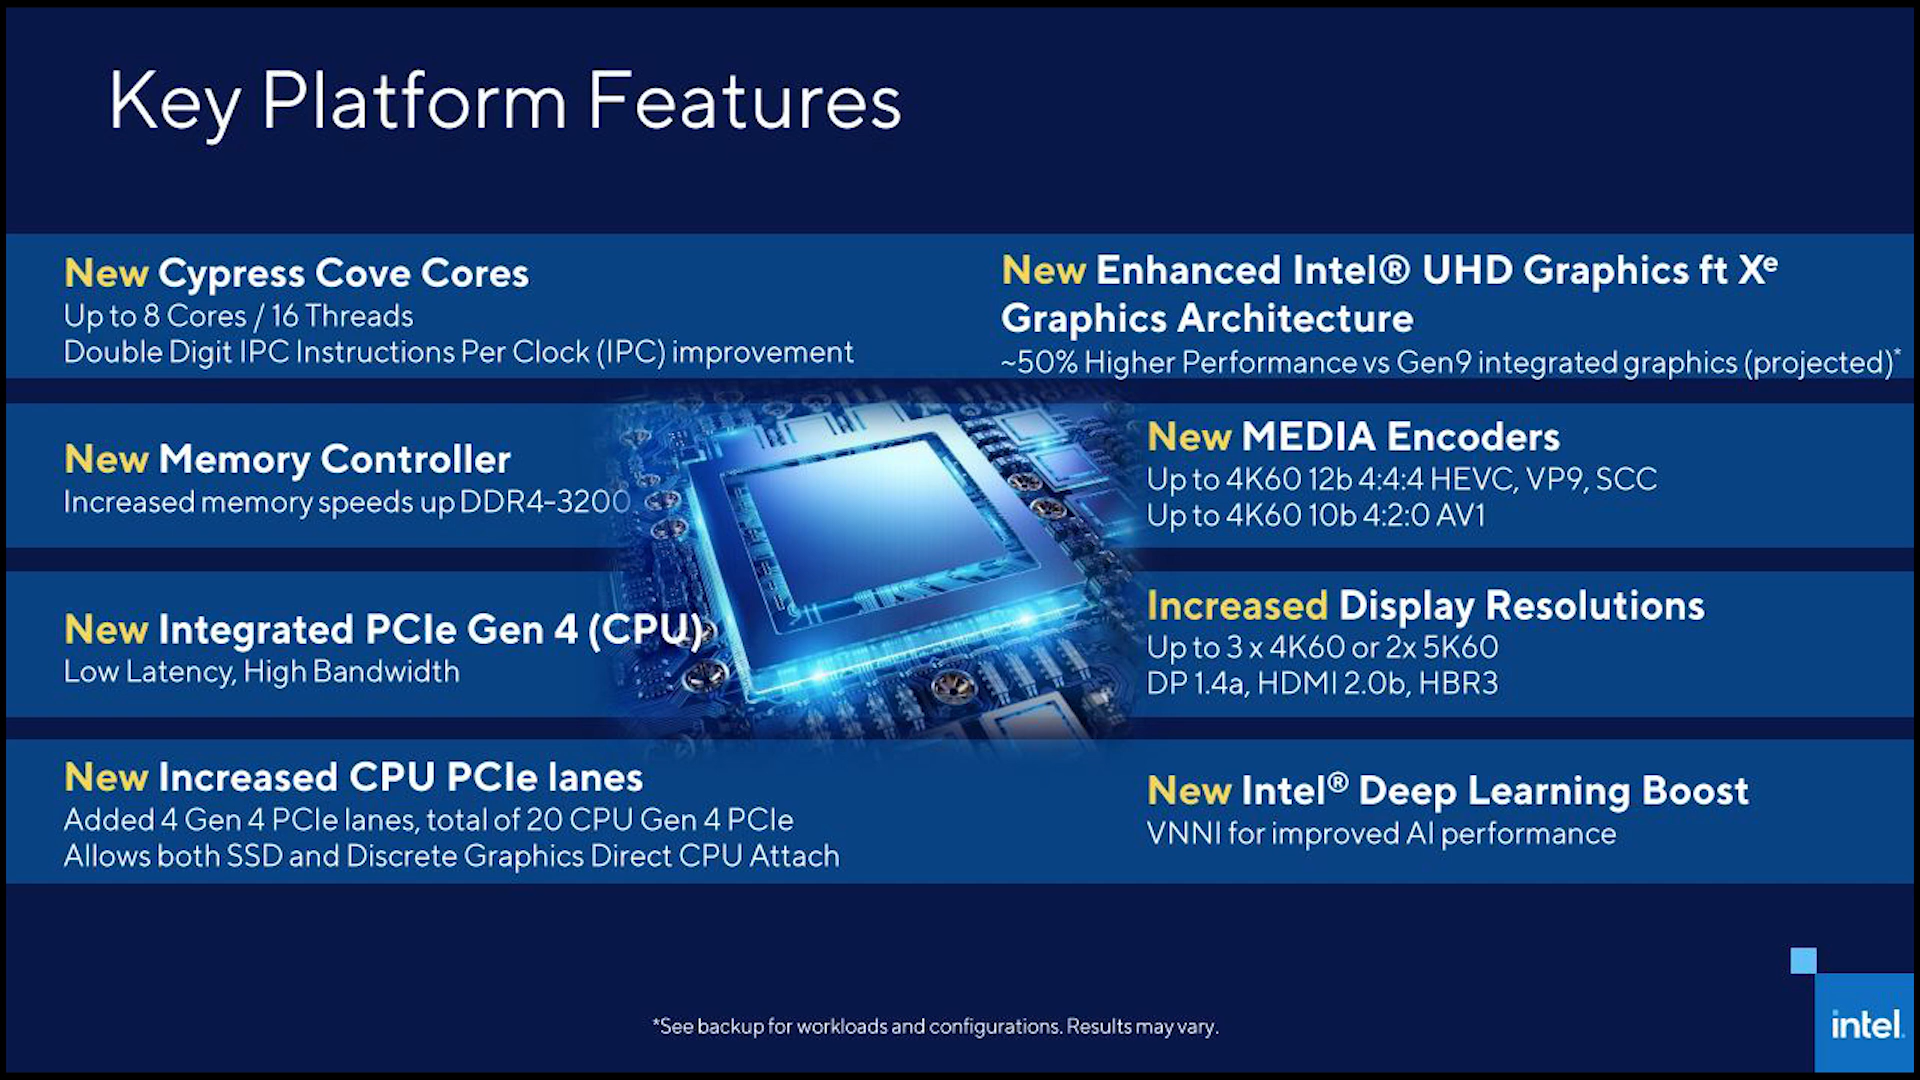 Key Platform Features
New Cypress Cove Cores
Up to 8 Cores / 16 Threads
Double Digit IPC Instructions Per Clock (IPC) improvement
New Memory Controller
Increased memory speeds up DDR4-3200
New Integrated PCIe Gen 4 (CPU)
Low Latency, High Bandwidth
New Increased CPU PCIe lanes
Added 4 Gen 4 PCIe lanes, total of 20 CPU Gen 4 PCIe
Allows both SSD and Discrete Graphics Direct CPU Attach
New Enhanced Intel® UHD Graphics ft Xᵉ
Graphics Architecture
~50% Higher Performance vs Gen9 integrated graphics (projected)*
New MEDIA Encoders
Up to 4K60 12b 4:4:4 HEVC, VP9, SCC
Up to 4K60 10b 4:2:0 AV1
Increased Display Resolutions
Up to 3 x 4K60 or 2x 5K60
DP 1.4a, HDMI 2.0b, HBR3
New Intel® Deep Learning Boost
VNNI for improved AI performance
*See backup for workloads and configurations. Results may vary.
intel.